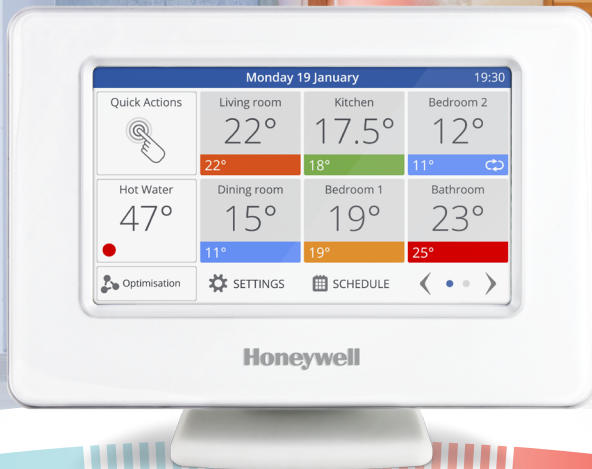 Monday 19 January 19:30
Quick Actions
Living room
22°
22°
Kitchen
17.5°
18°
Bedroom 2
12°
11°
Hot Water
47°
Dining room
15°
11°
Bedroom 1
19°
19°
Bathroom
23°
25°
Optimisation
SETTINGS
SCHEDULE
Honeywell